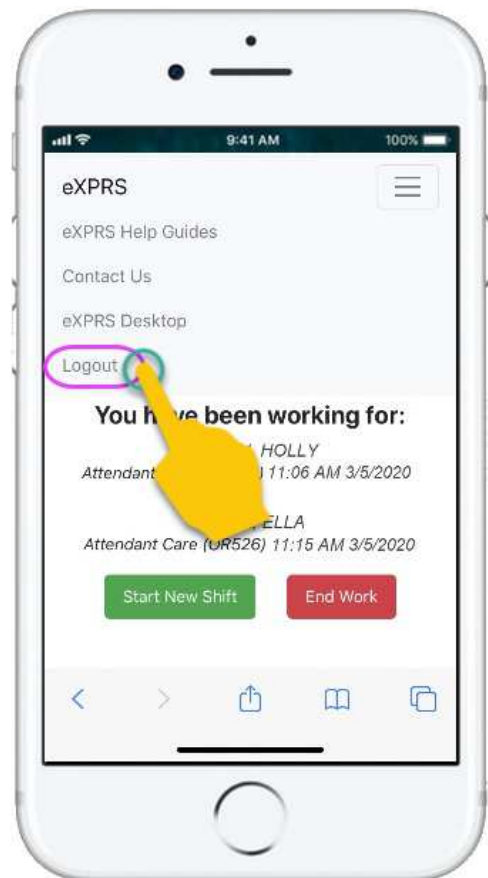 9:41 AM 100%
eXPRS
eXPRS Help Guides
Contact Us
eXPRS Desktop
Logout
You have been working for:
HOLLY
Attendant 11:06 AM 3/5/2020
ELLA
Attendant Care (OR526) 11:15 AM 3/5/2020
Start New Shift End Work